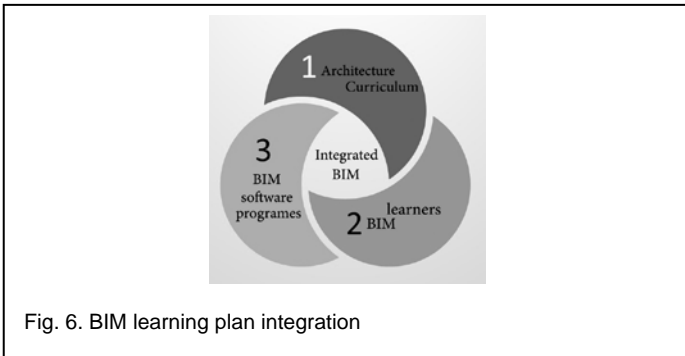 1 Architecture
Curriculum
3
BIM
software
programes
Integrated
BIM
learners
2 BIM
Fig. 6. BIM learning plan integration